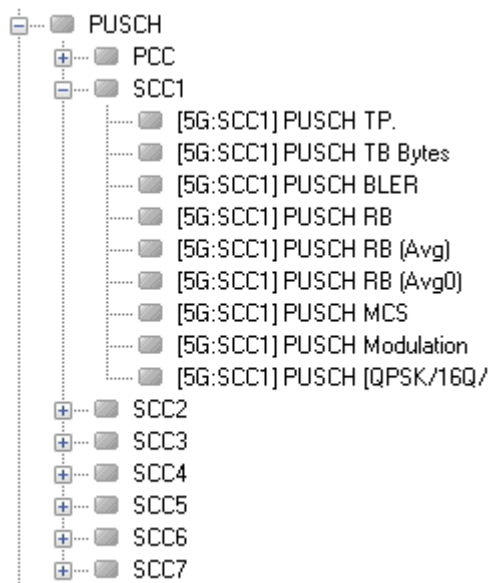 PUSCH
PCC
SCC1
[5G:SCC1] PUSCH TP.
[5G:SCC1] PUSCH TB Bytes
[5G:SCC1] PUSCH BLER
[5G:SCC1] PUSCH RB
[5G:SCC1] PUSCH RB (Avg)
[5G:SCC1] PUSCH RB (Avg0)
[5G:SCC1] PUSCH MCS
[5G:SCC1] PUSCH Modulation
[5G:SCC1] PUSCH [QPSK/16Q/
SCC2
SCC3
SCC4
SCC5
SCC6
SCC7